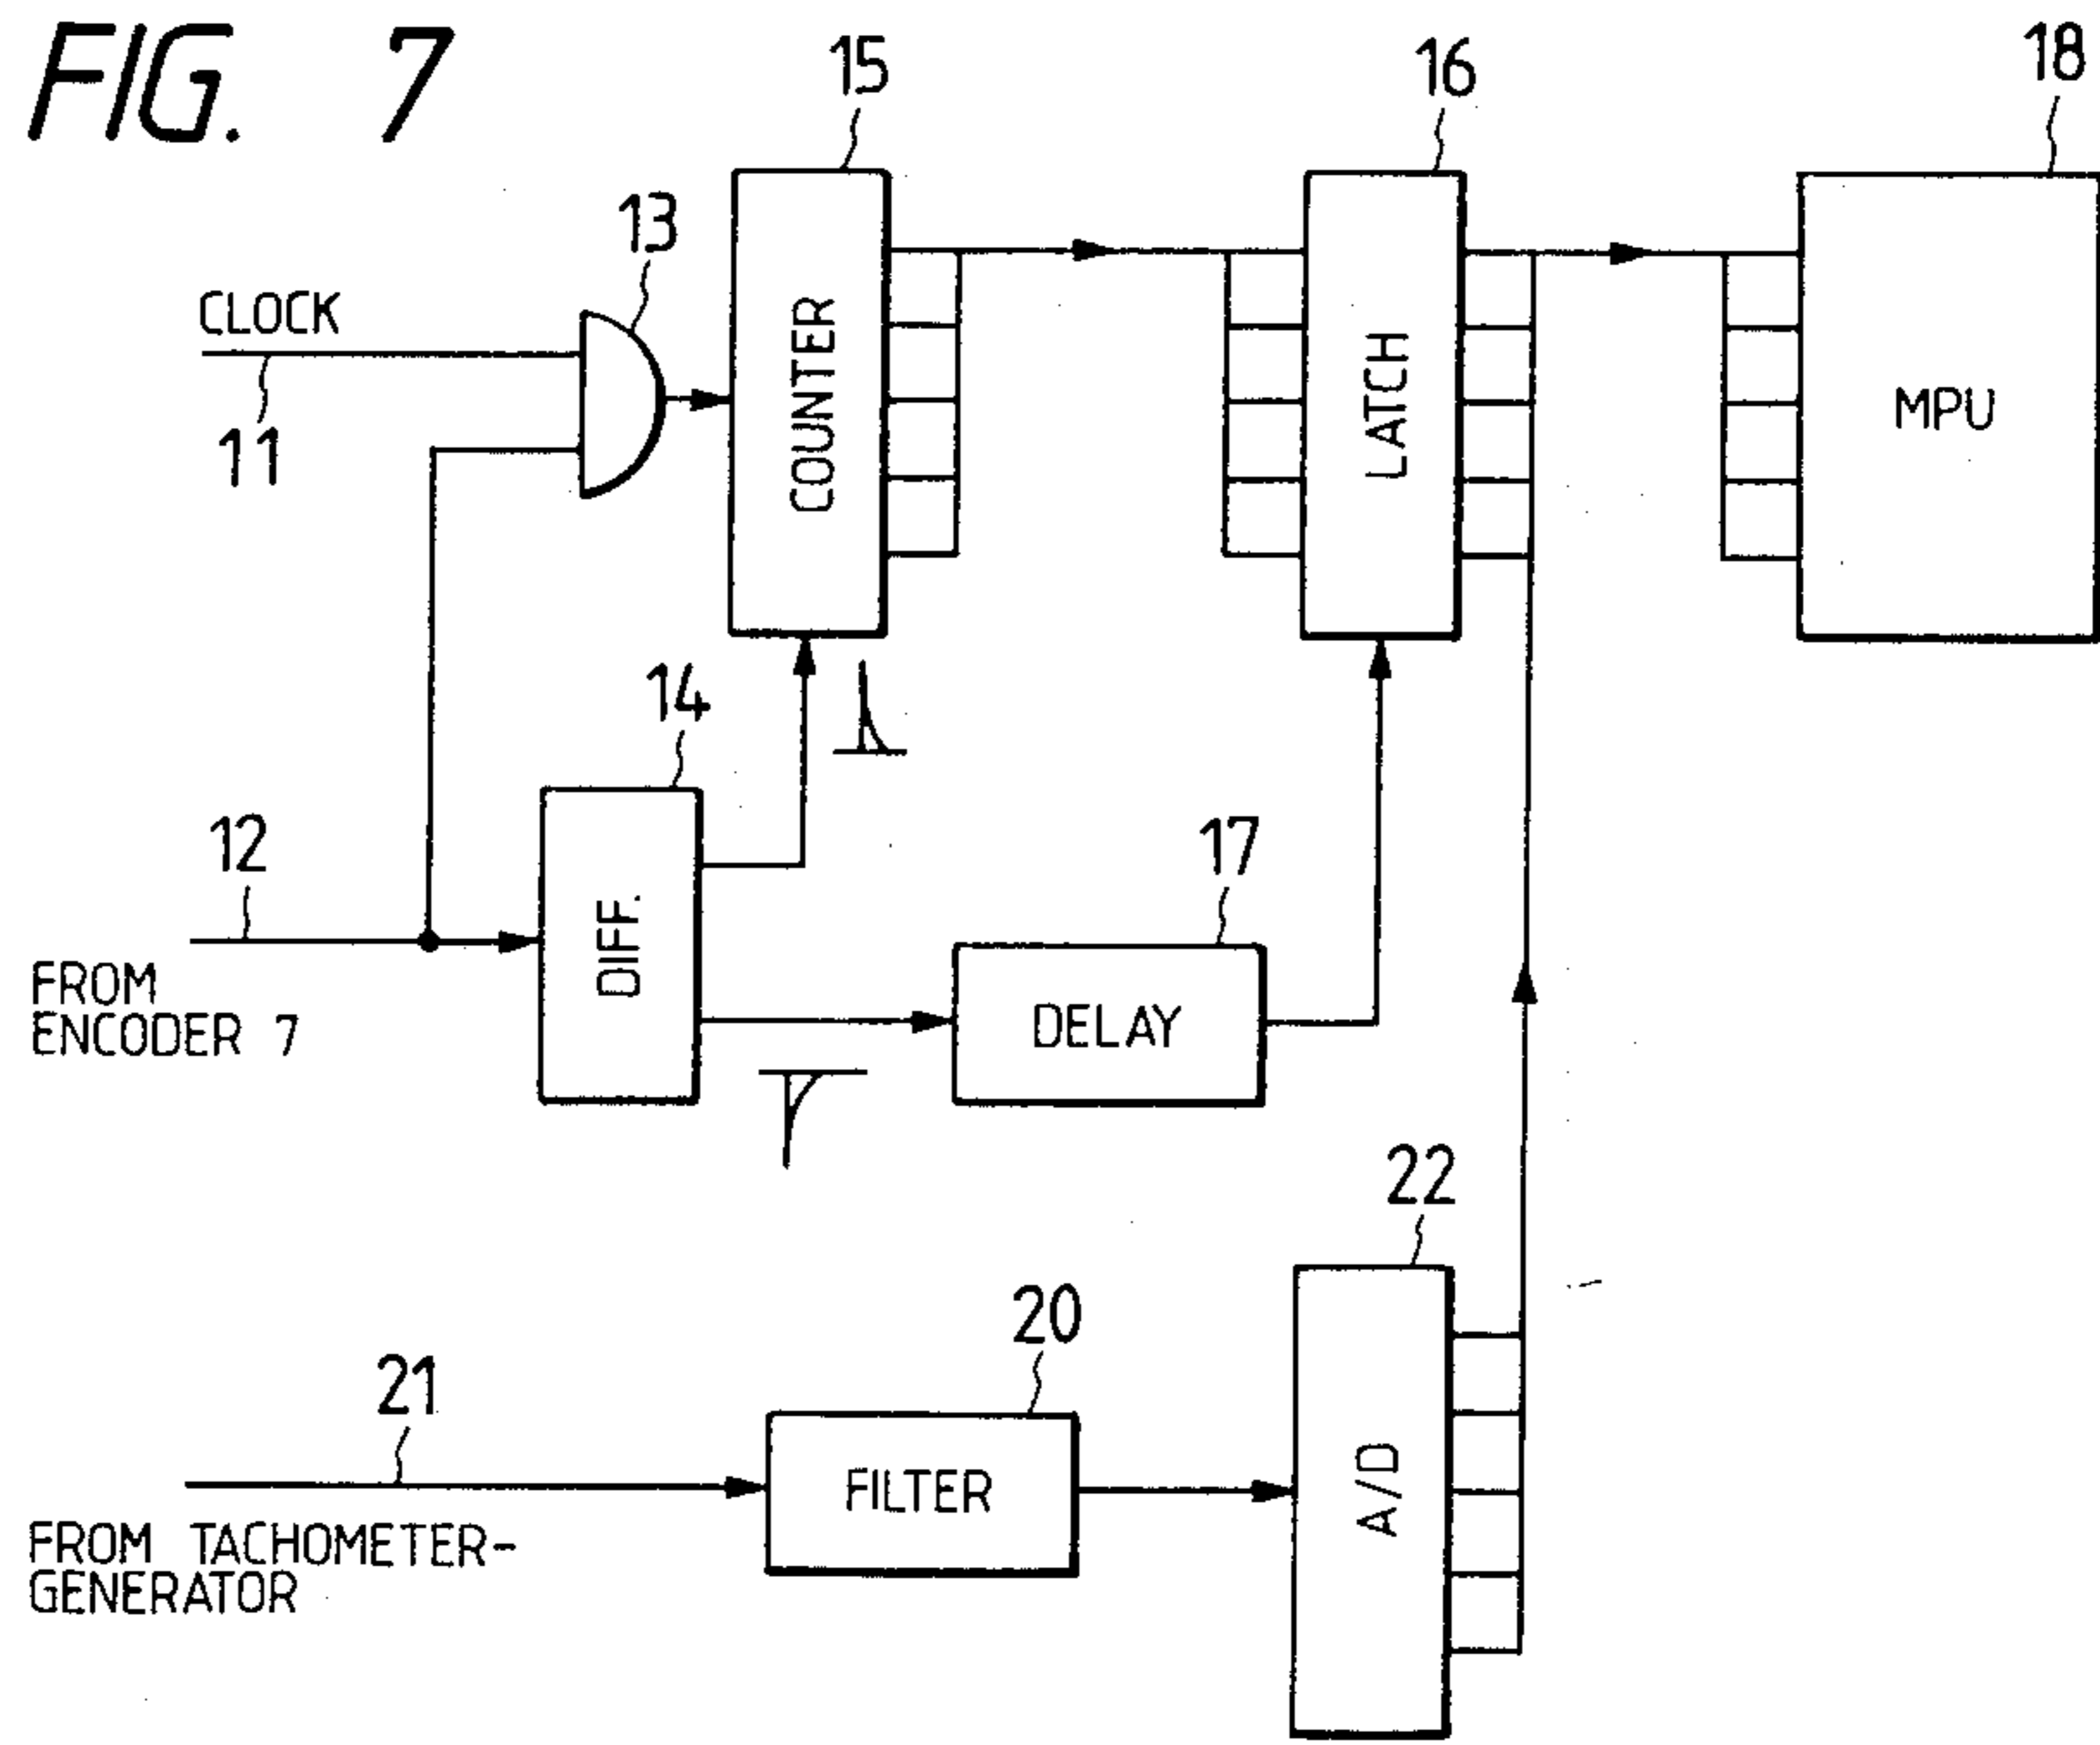 FIG. 7
15
16
18
13
CLOCK
11
COUNTER
LATCH
MPU
14
12
17
DIFF.
FROM
ENCODER 7
DELAY
22
20
21
FILTER
A/D
FROM TACHOMETER-
GENERATOR